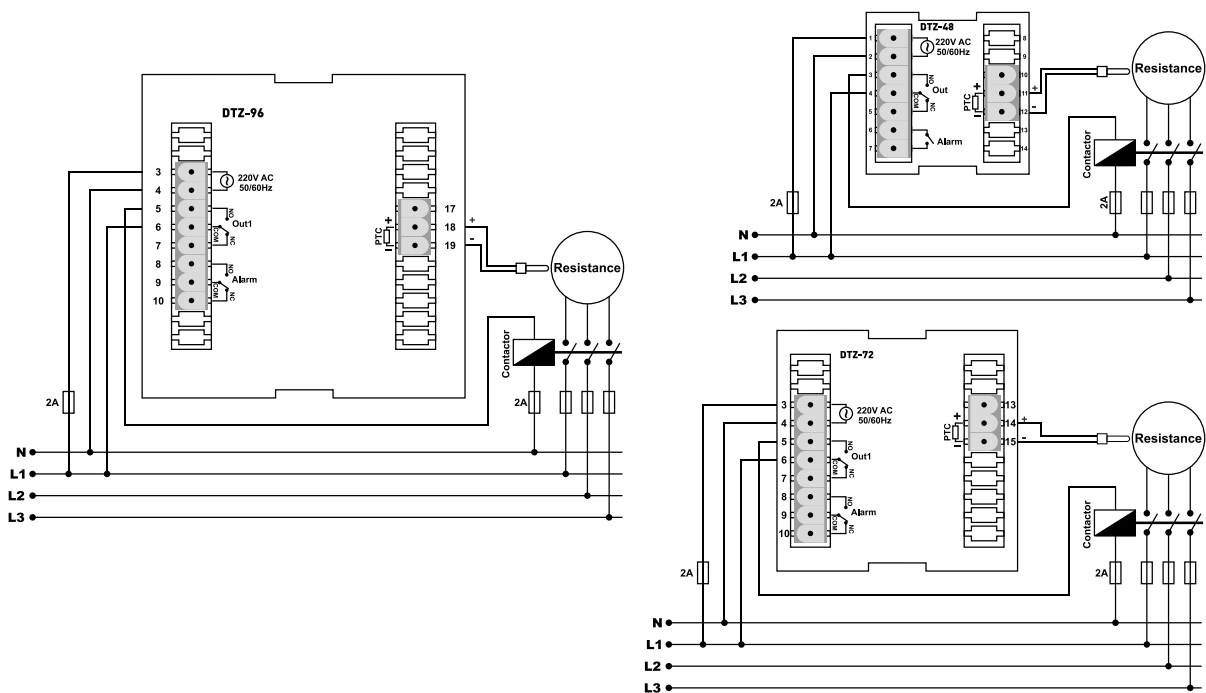 DTZ-96
3
4
5
6
7
8
9
10
220V AC
50/60Hz
NO
Out1
COM
NC
NO
Alarm
COM
NC
17
18
19
+
PTC
-
+
-
Resistance
Contactor
2A
2A
N
L1
L2
L3
DTZ-48
1
2
3
4
5
6
7
220V AC
50/60Hz
NO
Out
COM
NC
Alarm
8
9
10
11
12
13
14
+
PTC
-
+
-
Resistance
Contactor
2A
2A
N
L1
L2
L3
DTZ-72
3
4
5
6
7
8
9
10
220V AC
50/60Hz
NO
Out1
COM
NC
NO
Alarm
COM
NC
13
14
15
+
PTC
-
+
-
Resistance
Contactor
2A
2A
N
L1
L2
L3